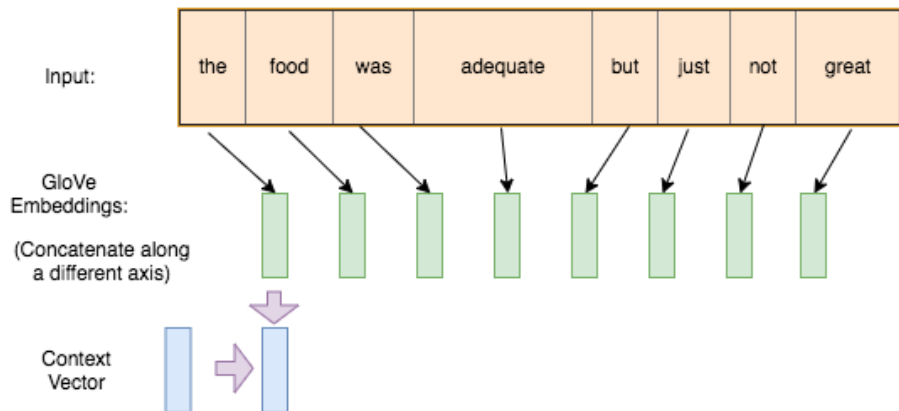 Input:
the food was adequate but just not great
GloVe
Embeddings:
(Concatenate along
a different axis)
Context
Vector